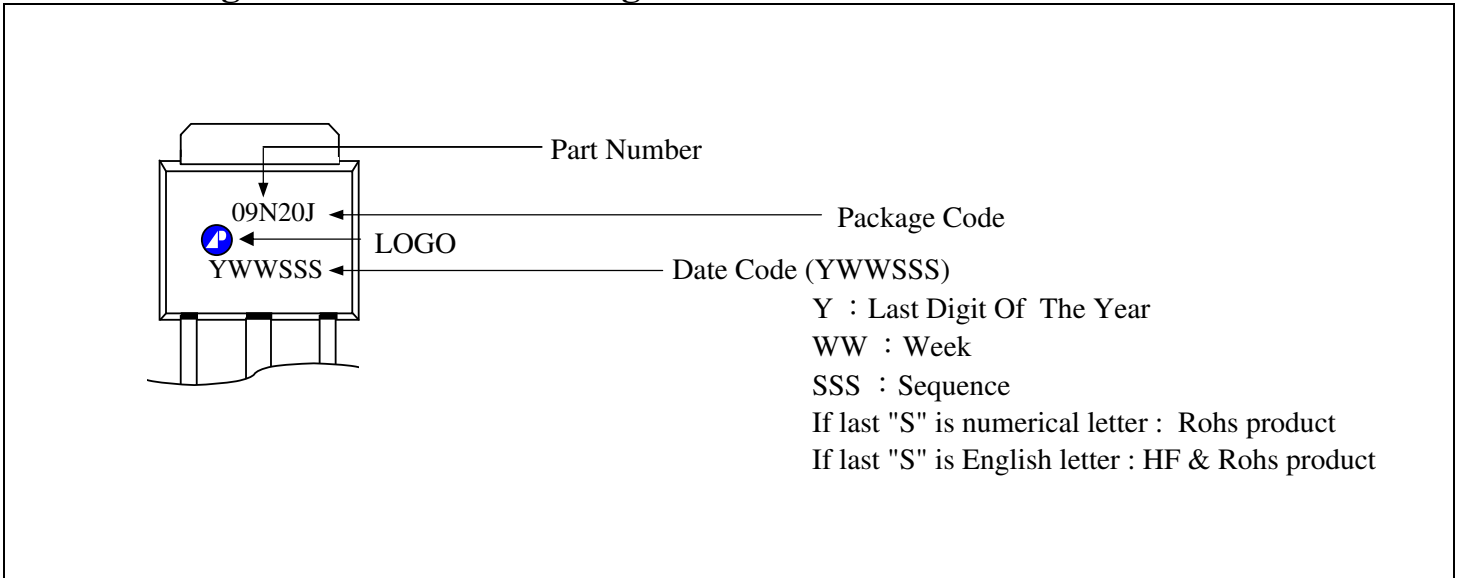 Part Number
09N20J
Package Code
LOGO
YWWSSS
Date Code (YWWSSS)
Y ：Last Digit Of The Year
WW ：Week
SSS ：Sequence
If last "S" is numerical letter : Rohs product
If last "S" is English letter : HF & Rohs product